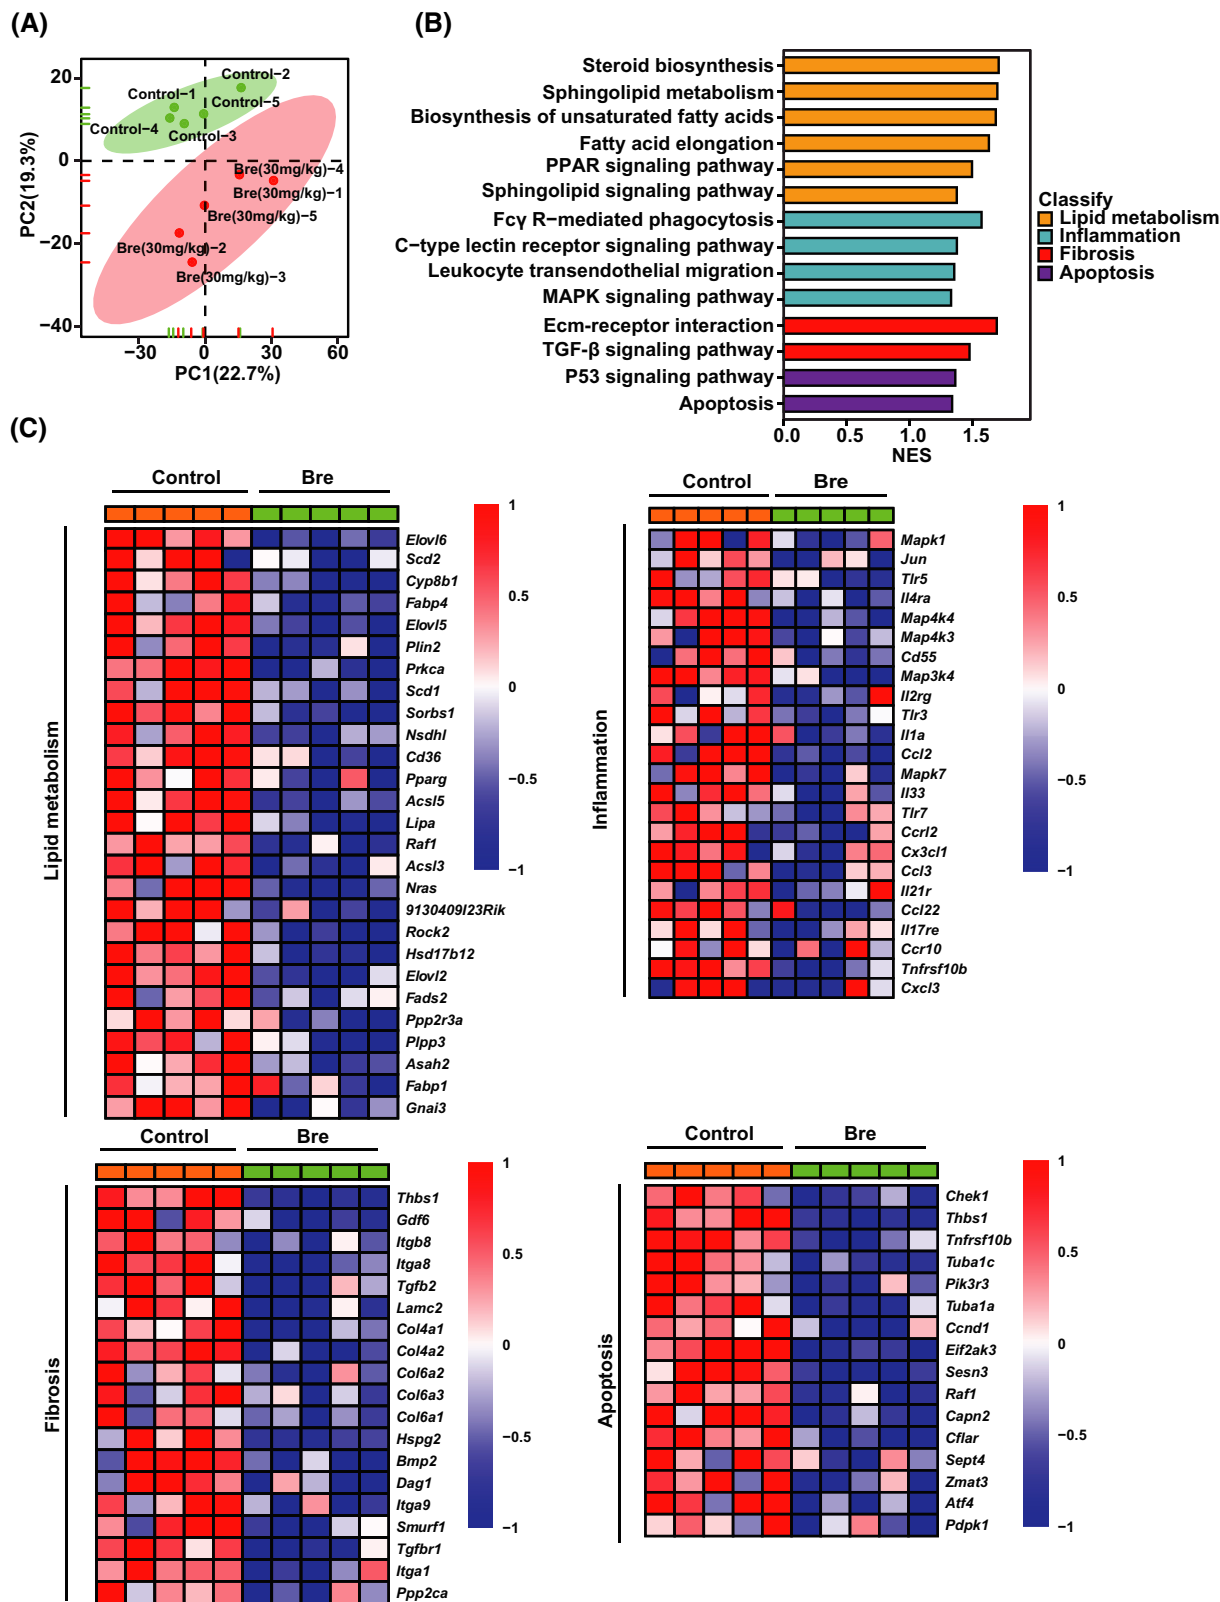 (A)
Control−2
Control−1
Control−5
Control−4
Control−3
Bre(30mg/kg)−4
Bre(30mg/kg)−1
Bre(30mg/kg)−5
Bre(30mg/kg)−2
Bre(30mg/kg)−3
20
0
−20
−40
PC2(19.3%)
−30
0
30
60
PC1(22.7%)
(B)
Steroid biosynthesis
Sphingolipid metabolism
Biosynthesis of unsaturated fatty acids
Fatty acid elongation
PPAR signaling pathway
Sphingolipid signaling pathway
Fcγ R−mediated phagocytosis
C−type lectin receptor signaling pathway
Leukocyte transendothelial migration
MAPK signaling pathway
Ecm-receptor interaction
TGF-β signaling pathway
P53 signaling pathway
Apoptosis
0.0
0.5
1.0
1.5
NES
Classify
Lipid metabolism
Inflammation
Fibrosis
Apoptosis
(C)
Control
Bre
Lipid metabolism
Elovl6
Scd2
Cyp8b1
Fabp4
Elovl5
Plin2
Prkca
Scd1
Sorbs1
Nsdhl
Cd36
Pparg
Acsl5
Lipa
Raf1
Acsl3
Nras
9130409I23Rik
Rock2
Hsd17b12
Elovl2
Fads2
Ppp2r3a
Plpp3
Asah2
Fabp1
Gnai3
1
0.5
0
−0.5
−1
Control
Bre
Inflammation
Mapk1
Jun
Tlr5
Il4ra
Map4k4
Map4k3
Cd55
Map3k4
Il2rg
Tlr3
Il1a
Ccl2
Mapk7
Il33
Tlr7
Ccrl2
Cx3cl1
Ccl3
Il21r
Ccl22
Il17re
Ccr10
Tnfrsf10b
Cxcl3
1
0.5
0
−0.5
−1
Control
Bre
Fibrosis
Thbs1
Gdf6
Itgb8
Itga8
Tgfb2
Lamc2
Col4a1
Col4a2
Col6a2
Col6a3
Col6a1
Hspg2
Bmp2
Dag1
Itga9
Smurf1
Tgfbr1
Itga1
Ppp2ca
1
0.5
0
−0.5
−1
Control
Bre
Apoptosis
Chek1
Thbs1
Tnfrsf10b
Tuba1c
Pik3r3
Tuba1a
Ccnd1
Eif2ak3
Sesn3
Raf1
Capn2
Cflar
Sept4
Zmat3
Atf4
Pdpk1
1
0.5
0
−0.5
−1